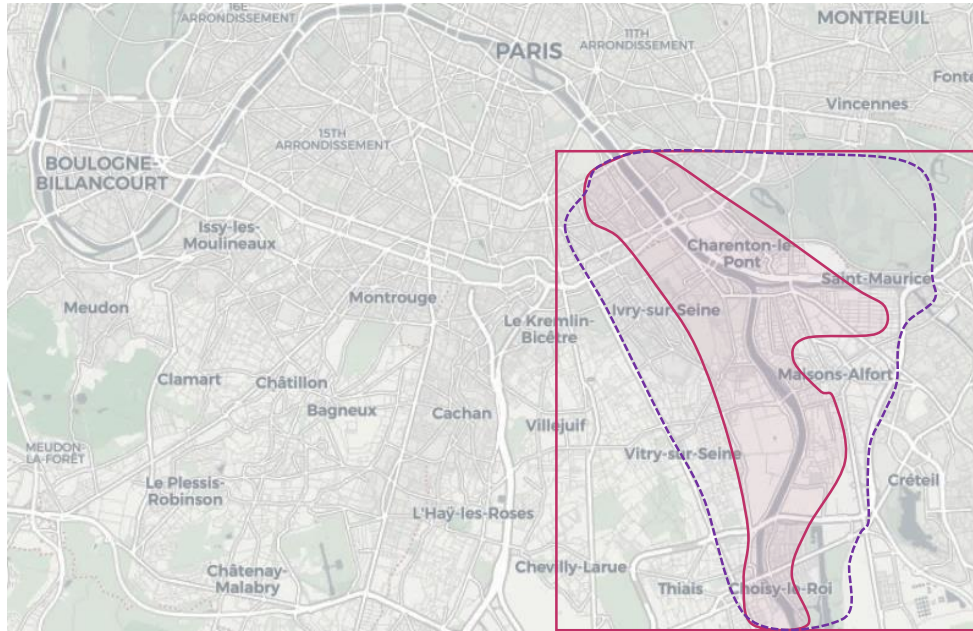 16E
ARRONDISSEMENT
MONTREUIL
PARIS
11TH
ARRONDISSEMENT
Fonte
Vincennes
15TH
ARRONDISSEMENT
BOULOGNE-
BILLANCOURT
Issy-les-
Moulineaux
Charenton-le-
Pont
Saint-Maurice
Meudon
Montrouge
Ivry-sur-Seine
Le Kremlin-
Bicêtre
Clamart
Châtillon
Maisons-Alfort
Bagneux
Cachan
Villejuif
MEUDON-
LA-FORÊT
Vitry-sur-Seine
Le Plessis-
Robinson
Créteil
L'Haÿ-les-Roses
Châtenay-
Malabry
Chevilly-Larue
Thiais
Choisy-le-Roi